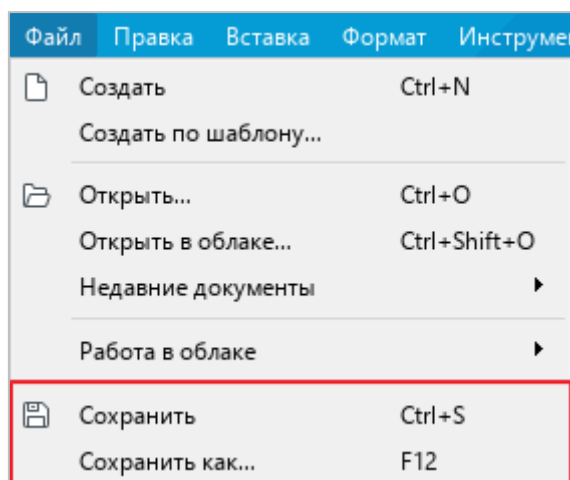 Файл Правка Вставка Формат
Создать Ctrl+N
Создать по шаблону...
Открыть... Ctrl+O
Открыть в облаке... Ctrl+Shift+O
Недавние документы
Работа в облаке
Сохранить Ctrl+S
Сохранить как... F12